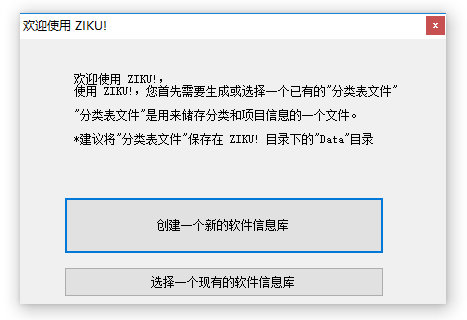 欢迎使用 ZIKU!
x
欢迎使用 ZIKU!，
使用 ZIKU!，您首先需要生成或选择一个已有的"分类表文件"
"分类表文件"是用来储存分类和项目信息的一个文件。
*建议将"分类表文件"保存在 ZIKU! 目录下的"Data"目录
创建一个新的软件信息库
选择一个现有的软件信息库